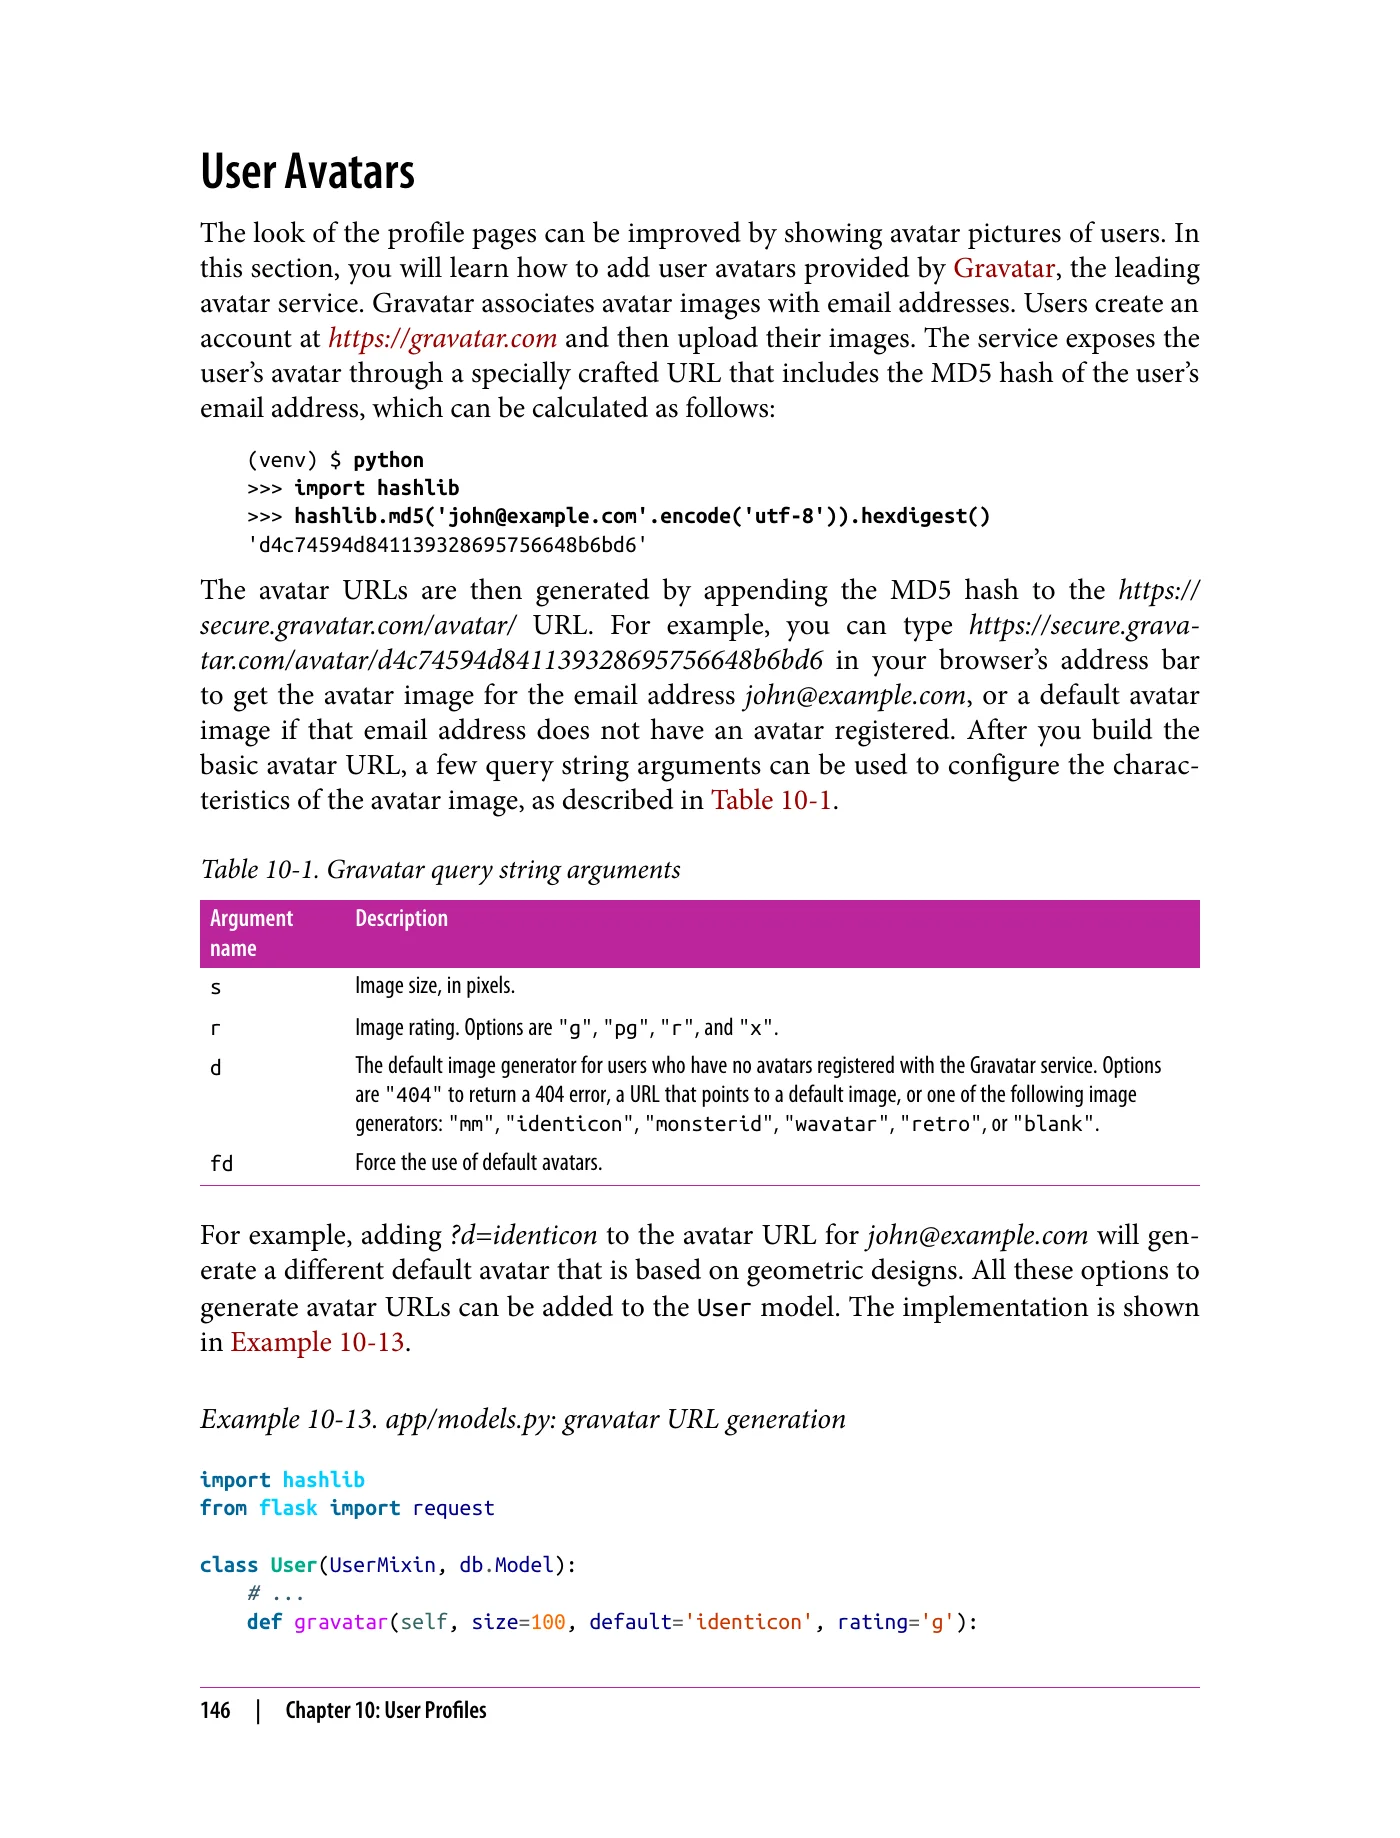 User Avatars
The look of the profile pages can be improved by showing avatar pictures of users. In
this section, you will learn how to add user avatars provided by Gravatar, the leading
avatar service. Gravatar associates avatar images with email addresses. Users create an
account at https://gravatar.com and then upload their images. The service exposes the
user’s avatar through a specially crafted URL that includes the MD5 hash of the user’s
email address, which can be calculated as follows:
(venv) $ python
>>> import hashlib
>>> hashlib.md5('john@example.com'.encode('utf-8')).hexdigest()
'd4c74594d841139328695756648b6bd6'
The avatar URLs are then generated by appending the MD5 hash to the https://
secure.gravatar.com/avatar/ URL. For example, you can type https://secure.grava-
tar.com/avatar/d4c74594d841139328695756648b6bd6 in your browser’s address bar
to get the avatar image for the email address john@example.com, or a default avatar
image if that email address does not have an avatar registered. After you build the
basic avatar URL, a few query string arguments can be used to configure the charac-
teristics of the avatar image, as described in Table 10-1.
Table 10-1. Gravatar query string arguments
Argument name Description
s Image size, in pixels.
r Image rating. Options are "g", "pg", "r", and "x".
d The default image generator for users who have no avatars registered with the Gravatar service. Options
are "404" to return a 404 error, a URL that points to a default image, or one of the following image
generators: "mm", "identicon", "monsterid", "wavatar", "retro", or "blank".
fd Force the use of default avatars.
For example, adding ?d=identicon to the avatar URL for john@example.com will gen-
erate a different default avatar that is based on geometric designs. All these options to
generate avatar URLs can be added to the User model. The implementation is shown
in Example 10-13.
Example 10-13. app/models.py: gravatar URL generation
import hashlib
from flask import request
class User(UserMixin, db.Model):
    # ...
    def gravatar(self, size=100, default='identicon', rating='g'):
146 | Chapter 10: User Profiles